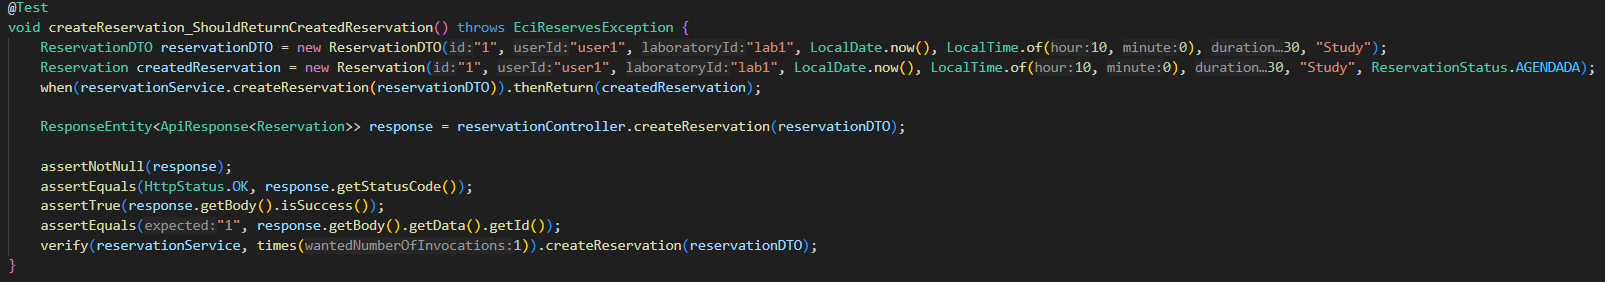 @Test
void createReservation_ShouldReturnCreatedReservation() throws EciReservesException {
ReservationDTO reservationDTO = new ReservationDTO(id:"1", userId:"user1", laboratoryId:"lab1", LocalDate.now(), LocalTime.of(hour:10, minute:0), duration…30, "Study");
Reservation createdReservation = new Reservation(id:"1", userId:"user1", laboratoryId:"lab1", LocalDate.now(), LocalTime.of(hour:10, minute:0), duration…30, "Study", ReservationStatus.AGENDADA);
when(reservationService.createReservation(reservationDTO)).thenReturn(createdReservation);
ResponseEntity<ApiResponse<Reservation>> response = reservationController.createReservation(reservationDTO);
assertNotNull(response);
assertEquals(HttpStatus.OK, response.getStatusCode());
assertTrue(response.getBody().isSuccess());
assertEquals(expected:"1", response.getBody().getData().getId());
verify(reservationService, times(wantedNumberOfInvocations:1)).createReservation(reservationDTO);
}